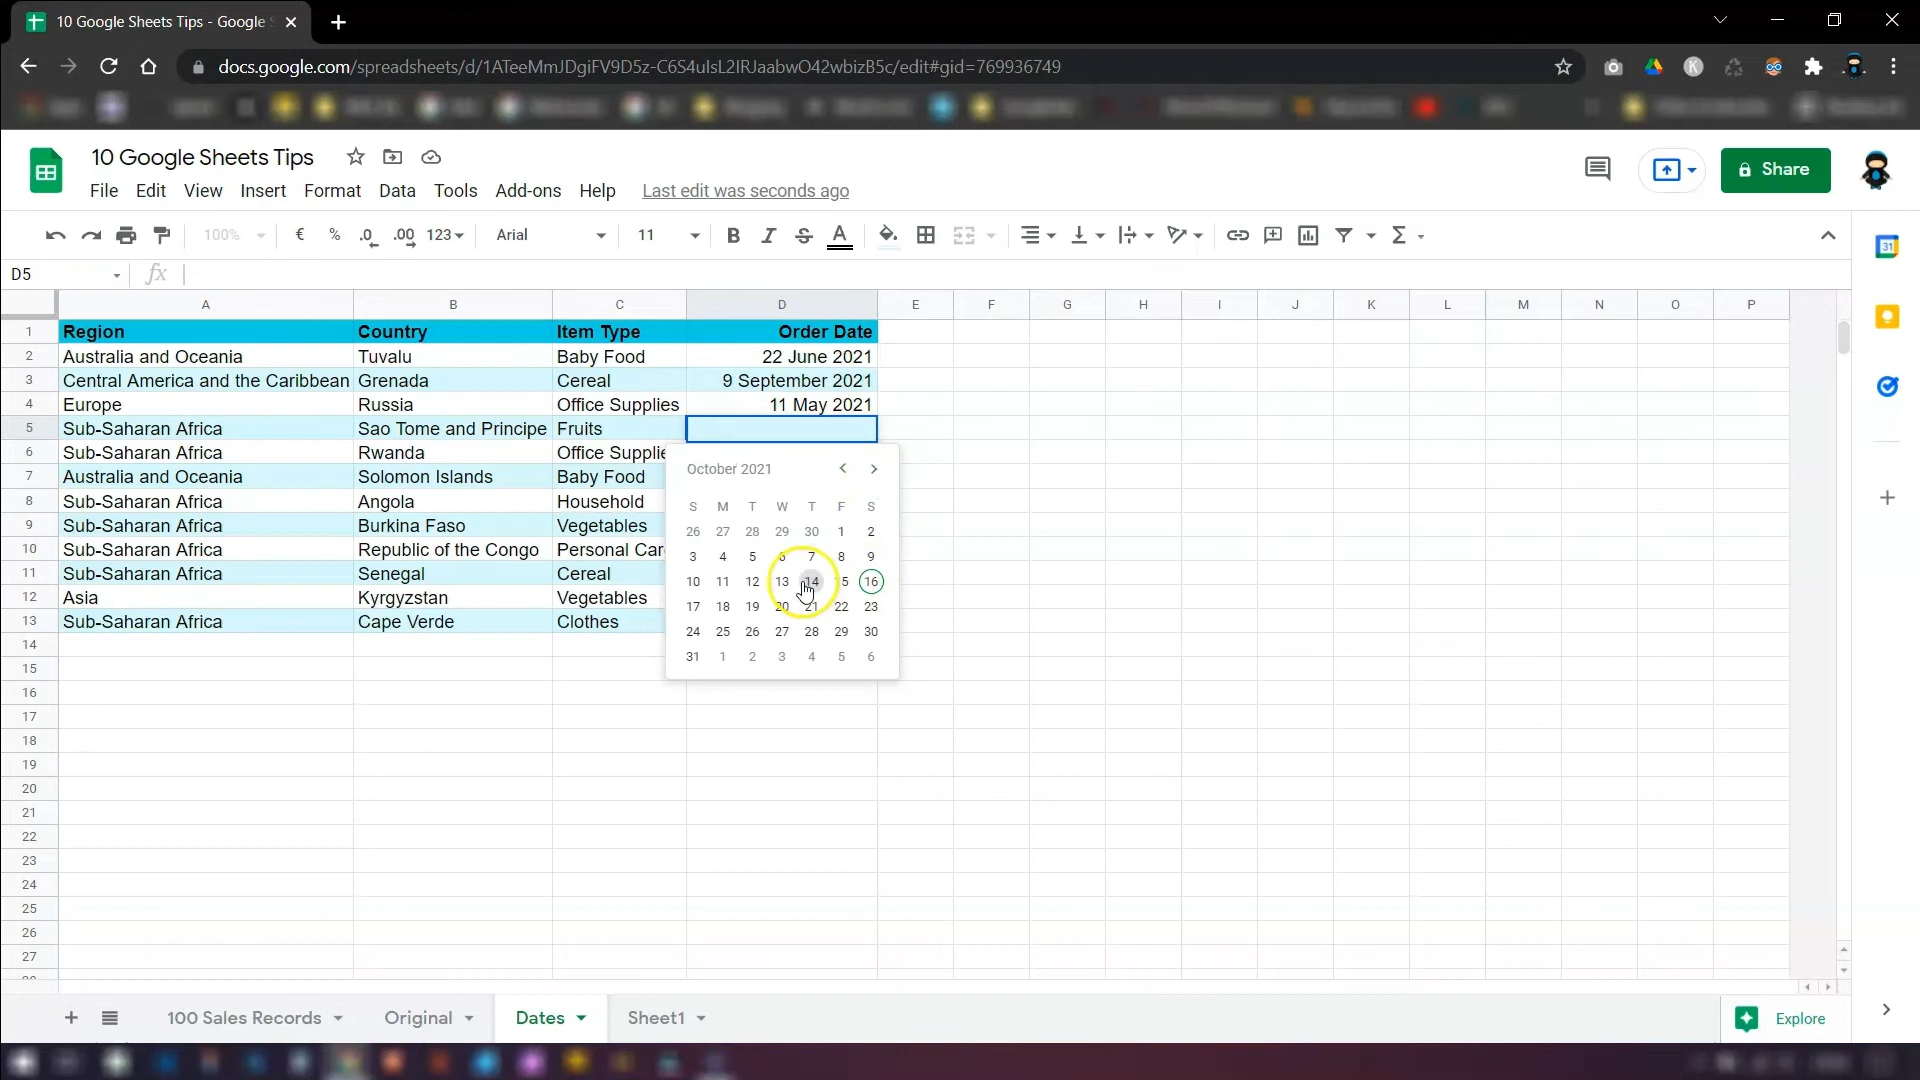 10 Google Sheets Tips - Google
docs.google.com/spreadsheets/d/1ATeeMmJDgiFV9D5z-C6S4uIsL2IRJaabwO42wbizB5c/edit#gid=769936749
10 Google Sheets Tips
Share
File Edit View Insert Format Data Tools Add-ons Help Last edit was seconds ago
100% € % .0 .00 123 Arial 11 B I S A Σ
31
D5 fx
A B C D E F G H I J K L M N O P
1 Region Country Item Type Order Date
2 Australia and Oceania Tuvalu Baby Food 22 June 2021
3 Central America and the Caribbean Grenada Cereal 9 September 2021
4 Europe Russia Office Supplies 11 May 2021
5 Sub-Saharan Africa Sao Tome and Principe Fruits
6 Sub-Saharan Africa Rwanda Office Supplie
7 Australia and Oceania Solomon Islands Baby Food
8 Sub-Saharan Africa Angola Household
9 Sub-Saharan Africa Burkina Faso Vegetables
10 Sub-Saharan Africa Republic of the Congo Personal Car
11 Sub-Saharan Africa Senegal Cereal
12 Asia Kyrgyzstan Vegetables
13 Sub-Saharan Africa Cape Verde Clothes
October 2021
S M T W T F S
26 27 28 29 30 1 2
3 4 5 6 7 8 9
10 11 12 13 14 15 16
17 18 19 20 21 22 23
24 25 26 27 28 29 30
31 1 2 3 4 5 6
14
15
16
17
18
19
20
21
22
23
24
25
26
27
100 Sales Records Original Dates Sheet1 Explore